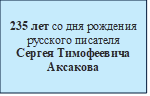 235 лет со дня рождения
русского писателя
Сергея Тимофеевича
Аксакова